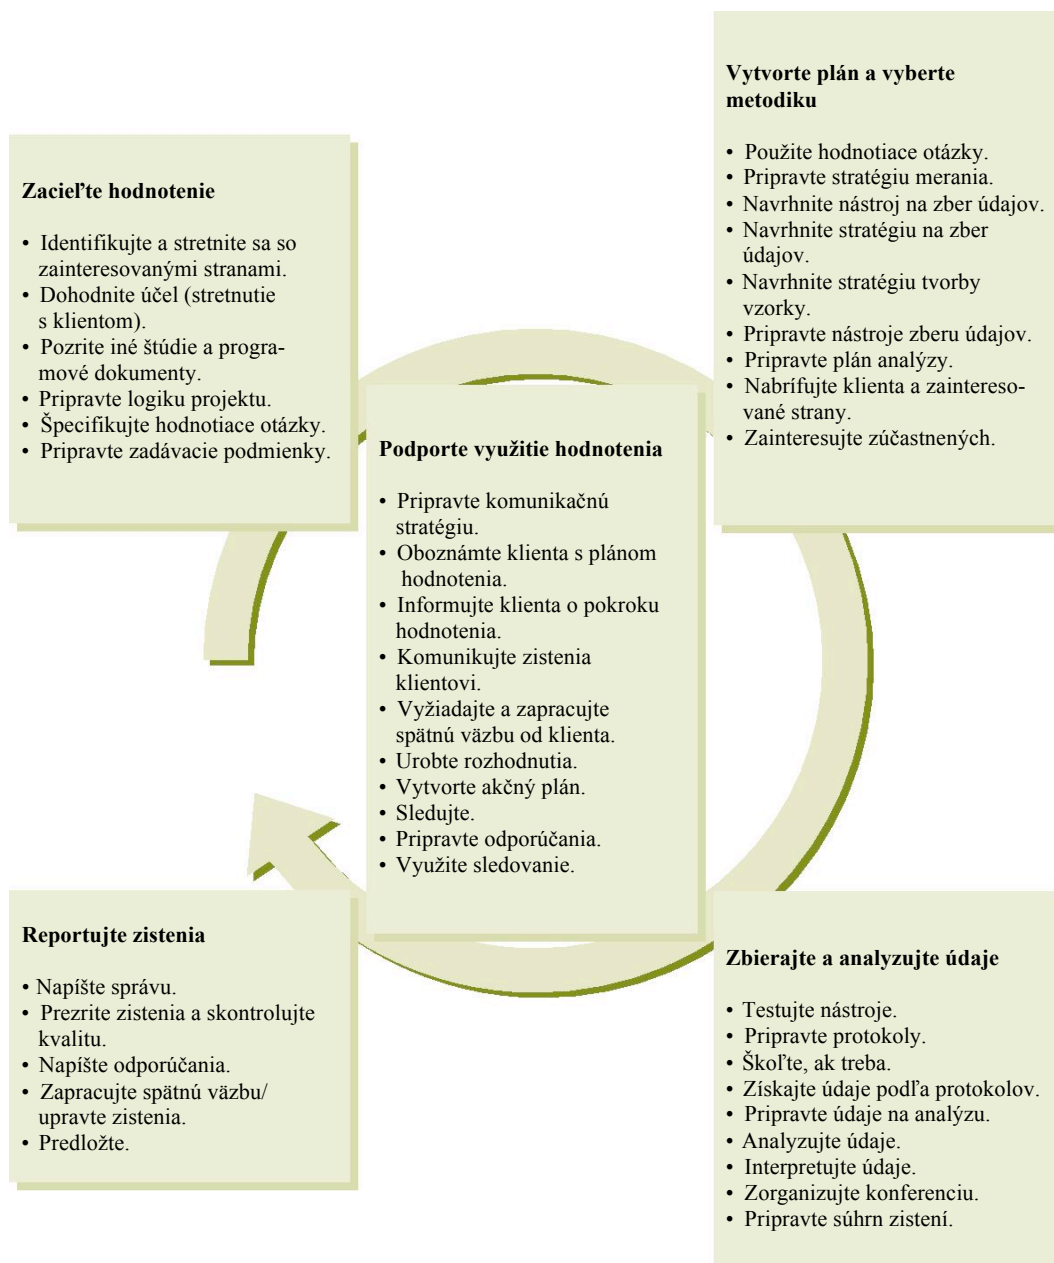 Zacieľte hodnotenie
• Identifikujte a stretnite sa so
zainteresovanými stranami.
• Dohodnite účel (stretnutie
s klientom).
• Pozrite iné štúdie a progra-
mové dokumenty.
• Pripravte logiku projektu.
• Špecifikujte hodnotiace otázky.
• Pripravte zadávacie podmienky.
Vytvorte plán a vyberte
metodiku
• Použite hodnotiace otázky.
• Pripravte stratégiu merania.
• Navrhnite nástroj na zber údajov.
• Navrhnite stratégiu na zber
údajov.
• Navrhnite stratégiu tvorby
vzorky.
• Pripravte nástroje zberu údajov.
• Pripravte plán analýzy.
• Nabrífujte klienta a zaintereso-
vané strany.
• Zainteresujte zúčastnených.
Podporte využitie hodnotenia
• Pripravte komunikačnú
stratégiu.
• Oboznámte klienta s plánom
hodnotenia.
• Informujte klienta o pokroku
hodnotenia.
• Komunikujte zistenia
klientovi.
• Vyžiadajte a zapracujte
spätnú väzbu od klienta.
• Urobte rozhodnutia.
• Vytvorte akčný plán.
• Sledujte.
• Pripravte odporúčania.
• Využite sledovanie.
Reportujte zistenia
• Napíšte správu.
• Prezrite zistenia a skontrolujte
kvalitu.
• Napíšte odporúčania.
• Zapracujte spätnú väzbu/
upravte zistenia.
• Predložte.
Zbierajte a analyzujte údaje
• Testujte nástroje.
• Pripravte protokoly.
• Školťe, ak treba.
• Získajte údaje podľa protokolov.
• Pripravte údaje na analýzu.
• Analyzujte údaje.
• Interpretujte údaje.
• Zorganizujte konferenciu.
• Pripravte súhrn zistení.